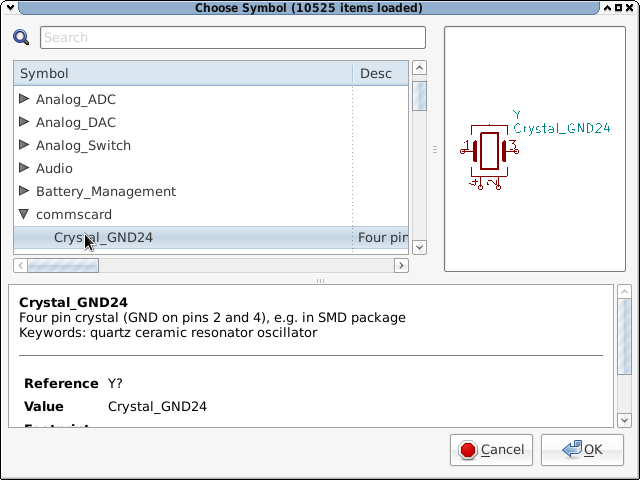 Choose Symbol (10525 items loaded)
Search
Symbol Desc
Analog_ADC
Analog_DAC
Analog_Switch
Audio
Battery_Management
commscard
Crystal_GND24 Four pin
Y
Crystal_GND24
1 3
4 2
Crystal_GND24
Four pin crystal (GND on pins 2 and 4), e.g. in SMD package
Keywords: quartz ceramic resonator oscillator
Reference Y?
Value Crystal_GND24
Cancel OK